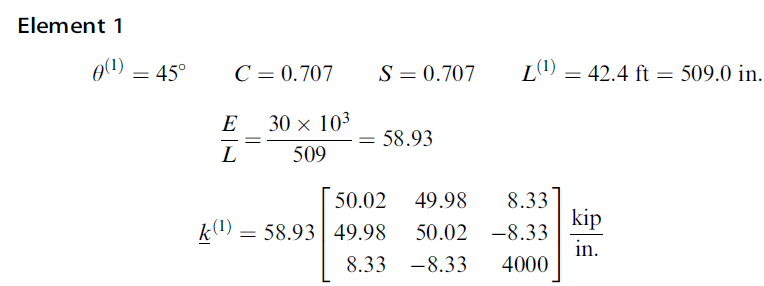 Element 1
θ(1) = 45° C = 0.707 S = 0.707 L(1) = 42.4 ft = 509.0 in.
E/L = 30 × 10³/509 = 58.93
k(1) = 58.93 [50.02 49.98 8.33
49.98 50.02 −8.33
8.33 −8.33 4000] kip/in.